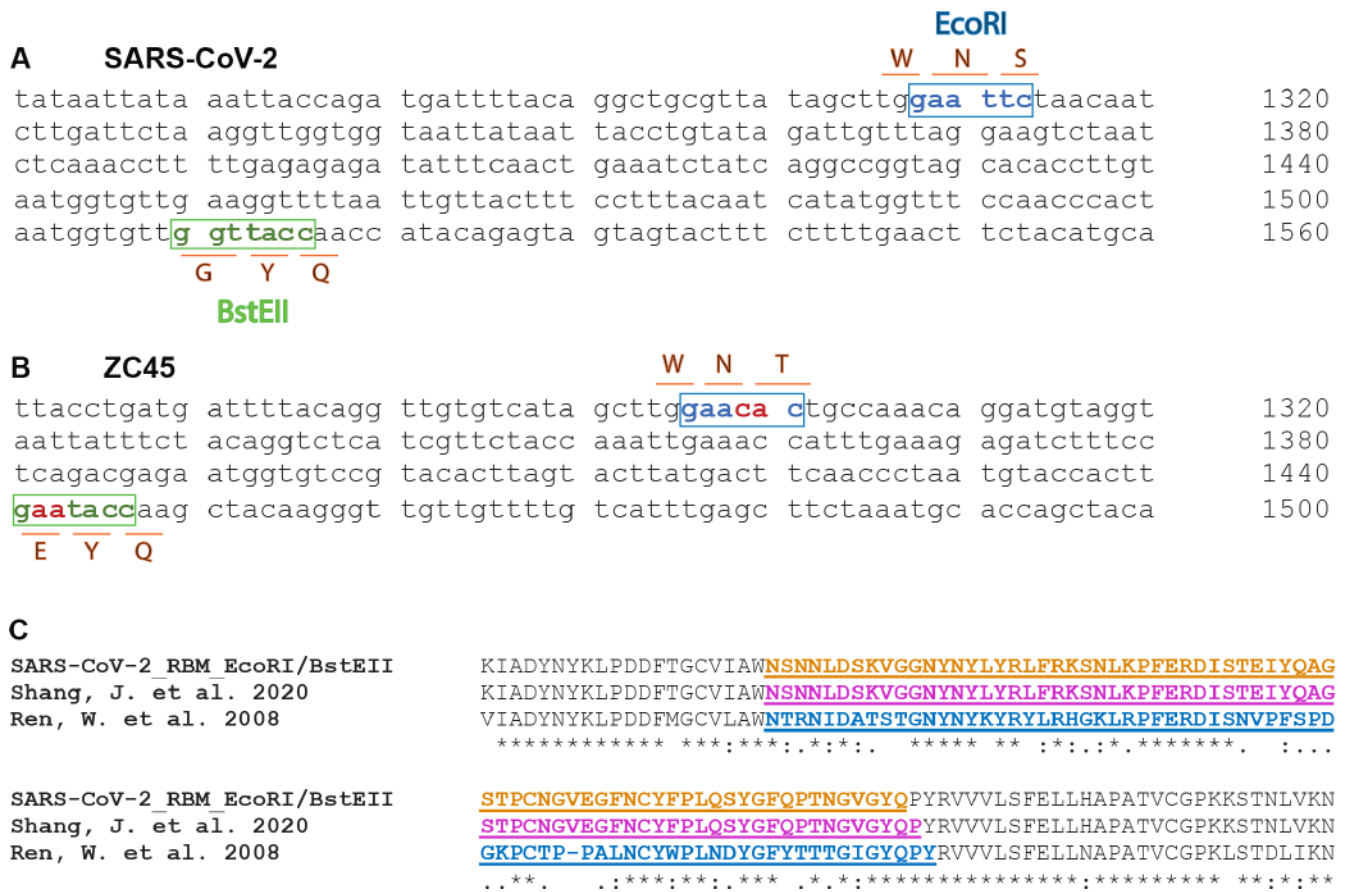 EcoRI
A SARS-CoV-2
W N S
tataattata aattaccaga tgattttaca ggctgcgtta tagcttggaa ttctaacaat 1320
cttgattcta aggttggtgg taattataat tacctgtata gattgtttag gaagtctaat 1380
ctcaaacctt ttgagagaga tatttcaact gaaatctatc aggccggtag cacaccttgt 1440
aatggtgttg aaggttttaa ttgttacttt cctttacaat catatggttt ccaacccact 1500
aatggtgttg gttaccaacc atacagagta gtagtacttt cttttgaact tctacatgca 1560
G Y Q
BstEII
B ZC45
W N T
ttacctgatg attttacagg ttgtgtcata gcttggaaca ctgccaaaca ggatgtaggt 1320
aattatttct acaggtctca tcgttctacc aaattgaaac catttgaaag agatctttcc 1380
tcagacgaga atggtgtccg tacacttagt acttatgact tcaaccctaa tgtaccactt 1440
gaataccaag ctacaagggt tgttgttttg tcatttgagc ttctaaatgc accagctaca 1500
E Y Q
C
SARS-CoV-2_RBM_EcoRI/BstEII KIADYNYKLPDDFTGCVIAWNSNNLDSKVGGNYNYLYRLFRKSNLKPFERDISTEIYQAG
Shang, J. et al. 2020 KIADYNYKLPDDFTGCVIAWNSNNLDSKVGGNYNYLYRLFRKSNLKPFERDISTEIYQAG
Ren, W. et al. 2008 VIADYNYKLPDDFMGCVLAWNTRNIDATSTGNYNYKYRYLRHGKLRPFERDISNVPFSPD
************ ***:***:.*:*:. ***** ** :*:.:*.*******. :...
SARS-CoV-2_RBM_EcoRI/BstEII STPCNGVEGFNCYFPLQSYGFQPTNGVGYQPYRVVVLSFELLHAPATVCGPKKSTNLVKN
Shang, J. et al. 2020 STPCNGVEGFNCYFPLQSYGFQPTNGVGYQPYRVVVLSFELLHAPATVCGPKKSTNLVKN
Ren, W. et al. 2008 GKPCTP-PALNCYWPLNDYGFYTTTGIGYQPYRVVVLSFELLNAPATVCGPKLSTDLIKN
..**. .:***:**:.*** .*.*:***************:********* **:*:**